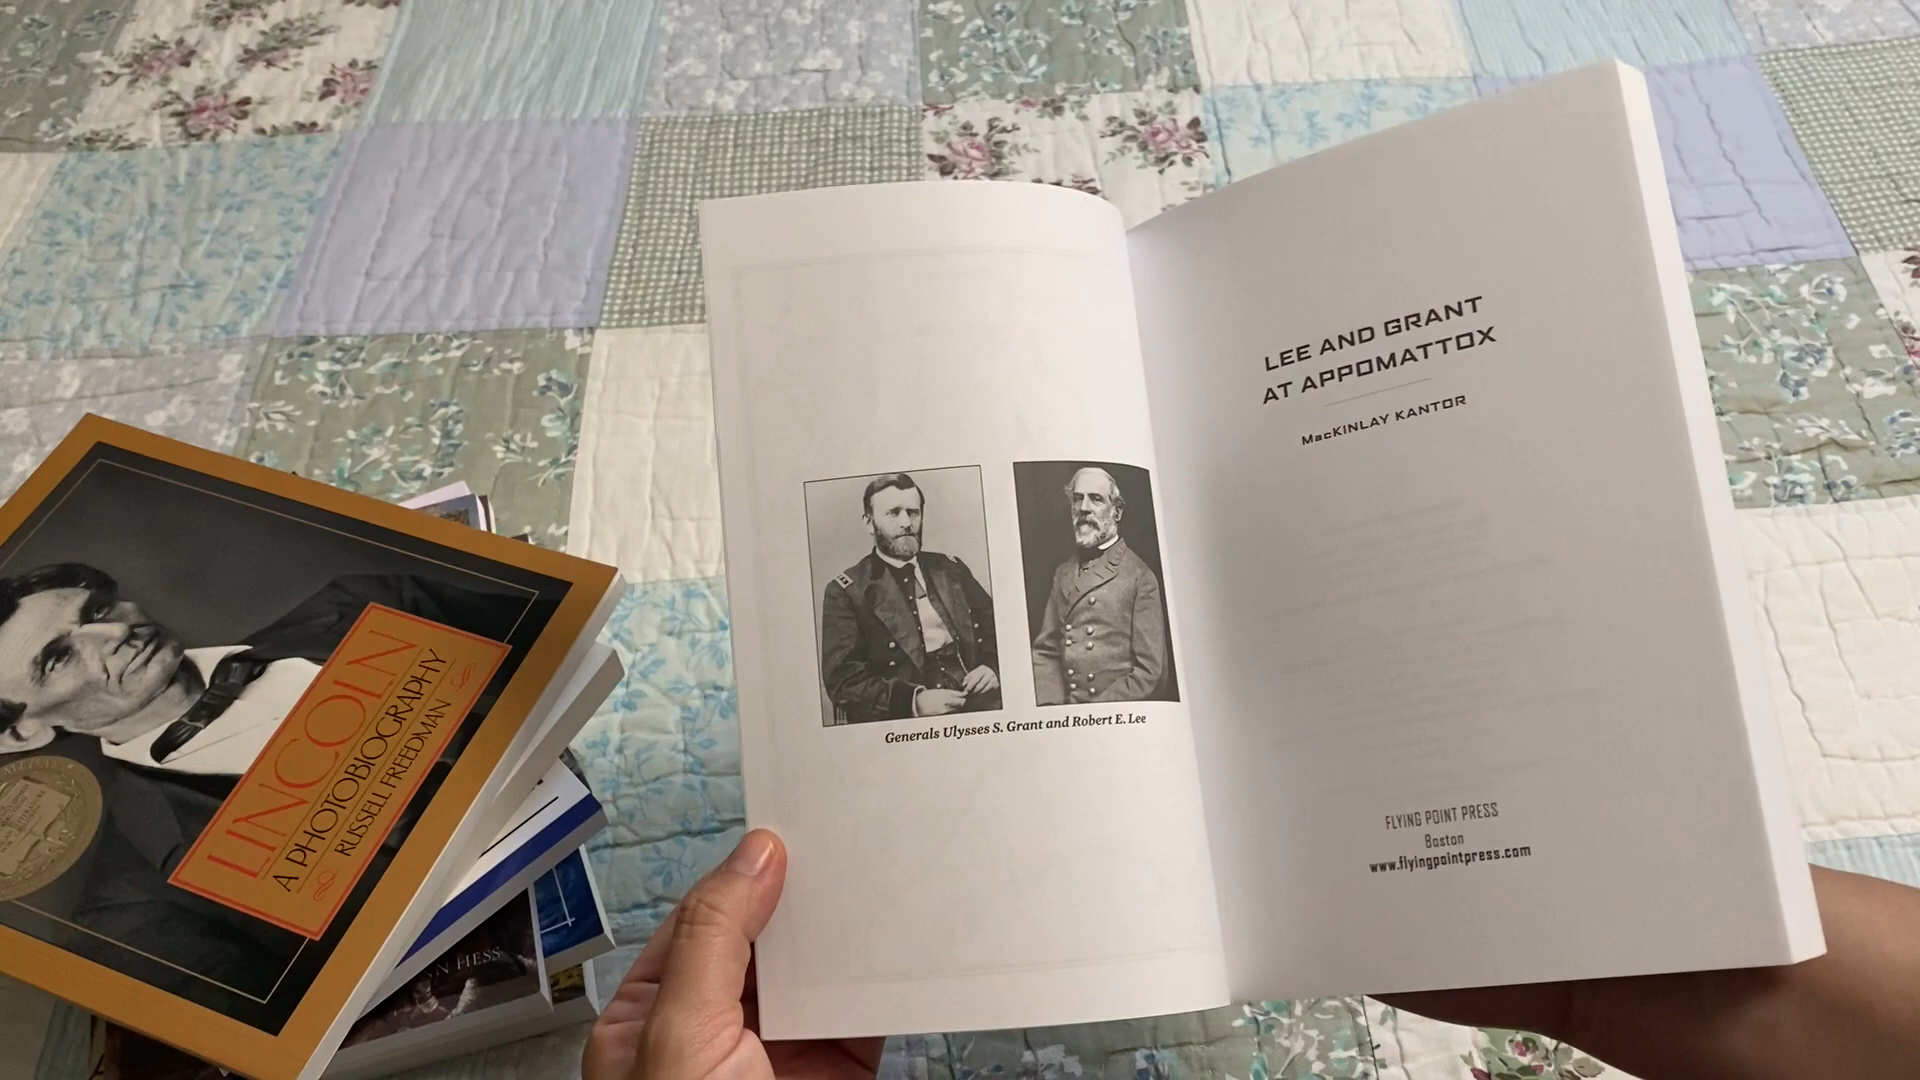 Generals Ulysses S. Grant and Robert E. Lee
LEE AND GRANT
AT APPOMATTOX
MacKINLAY KANTOR
FLYING POINT PRESS
Boston
www.flyingpointpress.com
LINCOLN
A PHOTOBIOGRAPHY
RUSSELL FREEDMAN
HESS